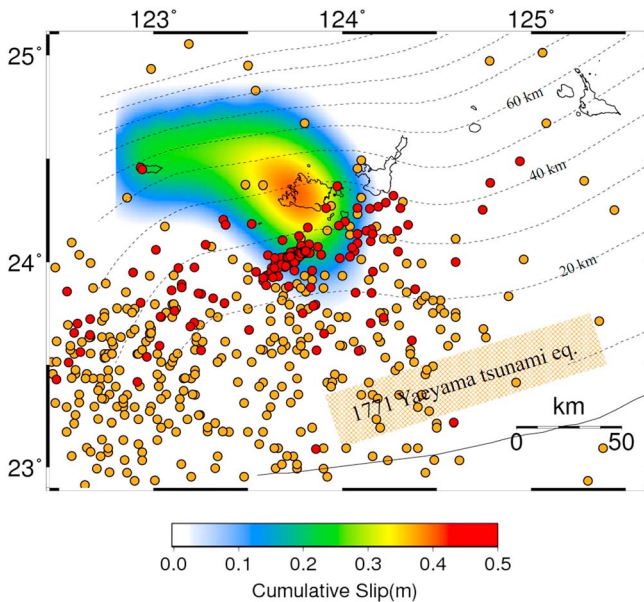 123° 124° 125°
25°
60 km
40 km
24°
20 km
1771 Yaeyama tsunami eq.
km
0 50
23°
0.0 0.1 0.2 0.3 0.4 0.5
Cumulative Slip(m)